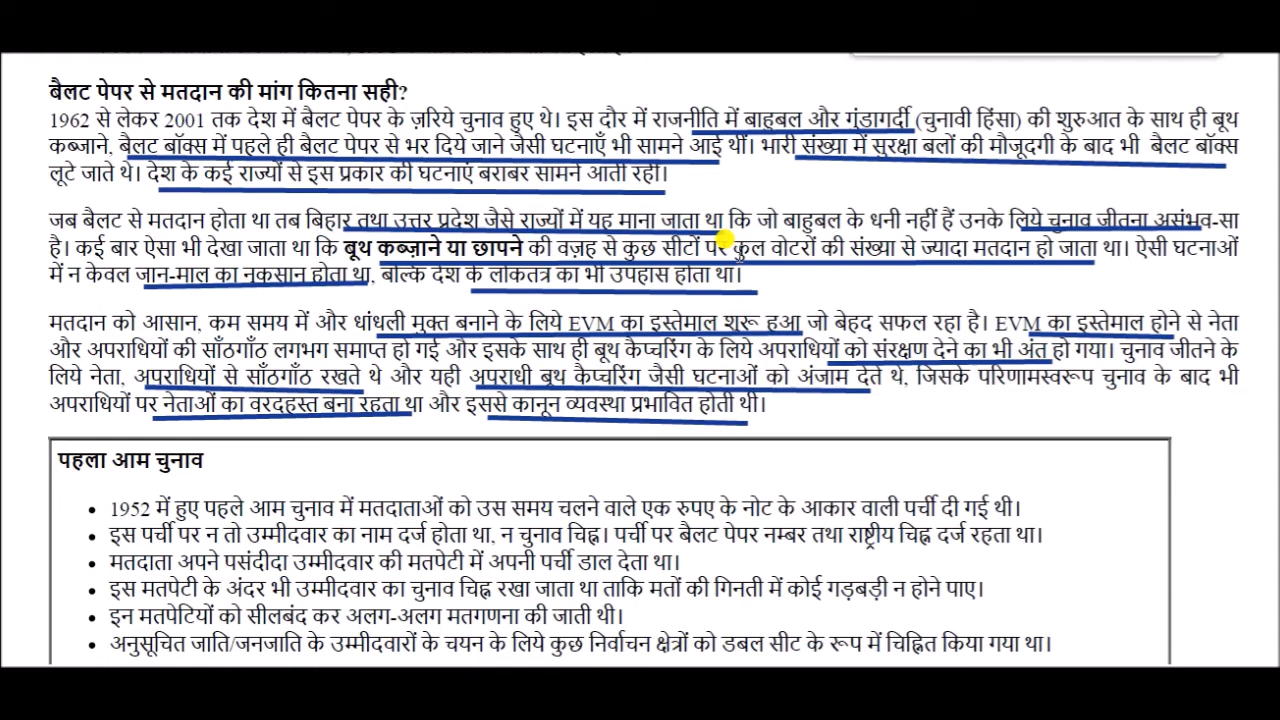 बैलट पेपर से मतदान की मांग कितना सही?
1962 से लेकर 2001 तक देश में बैलट पेपर के ज़रिये चुनाव हुए थे। इस दौर में राजनीति में बाहुबल और गुंडागर्दी (चुनावी हिंसा) की शुरुआत के साथ ही बूथ
कब्जाने, बैलट बॉक्स में पहले ही बैलट पेपर से भर दिये जाने जैसी घटनाएँ भी सामने आई थीं। भारी संख्या में सुरक्षा बलों की मौजूदगी के बाद भी बैलट बॉक्स
लूटे जाते थे। देश के कई राज्यों से इस प्रकार की घटनाएं बराबर सामने आती रहीं।
जब बैलट से मतदान होता था तब बिहार तथा उत्तर प्रदेश जैसे राज्यों में यह माना जाता था कि जो बाहुबल के धनी नहीं हैं उनके लिये चुनाव जीतना असंभव-सा
है। कई बार ऐसा भी देखा जाता था कि बूथ कब्ज़ाने या छापने की वज़ह से कुछ सीटों पर कुल वोटरों की संख्या से ज्यादा मतदान हो जाता था। ऐसी घटनाओं
में न केवल जान-माल का नुकसान होता था, बल्कि देश के लोकतंत्र का भी उपहास होता था।
मतदान को आसान, कम समय में और धांधली मुक्त बनाने के लिये EVM का इस्तेमाल शुरू हुआ जो बेहद सफल रहा है। EVM का इस्तेमाल होने से नेता
और अपराधियों की साँठगाँठ लगभग समाप्त हो गई और इसके साथ ही बूथ कैप्चरिंग के लिये अपराधियों को संरक्षण देने का भी अंत हो गया। चुनाव जीतने के
लिये नेता, अपराधियों से साँठगाँठ रखते थे और यही अपराधी बूथ कैप्चरिंग जैसी घटनाओं को अंजाम देते थे, जिसके परिणामस्वरूप चुनाव के बाद भी
अपराधियों पर नेताओं का वरदहस्त बना रहता था और इससे कानून व्यवस्था प्रभावित होती थी।
पहला आम चुनाव
• 1952 में हुए पहले आम चुनाव में मतदाताओं को उस समय चलने वाले एक रुपए के नोट के आकार वाली पर्ची दी गई थी।
• इस पर्ची पर न तो उम्मीदवार का नाम दर्ज होता था, न चुनाव चिह्न। पर्ची पर बैलट पेपर नम्बर तथा राष्ट्रीय चिह्न दर्ज रहता था।
• मतदाता अपने पसंदीदा उम्मीदवार की मतपेटी में अपनी पर्ची डाल देता था।
• इस मतपेटी के अंदर भी उम्मीदवार का चुनाव चिह्न रखा जाता था ताकि मतों की गिनती में कोई गड़बड़ी न होने पाए।
• इन मतपेटियों को सीलबंद कर अलग-अलग मतगणना की जाती थी।
• अनुसूचित जाति/जनजाति के उम्मीदवारों के चयन के लिये कुछ निर्वाचन क्षेत्रों को डबल सीट के रूप में चिह्नित किया गया था।